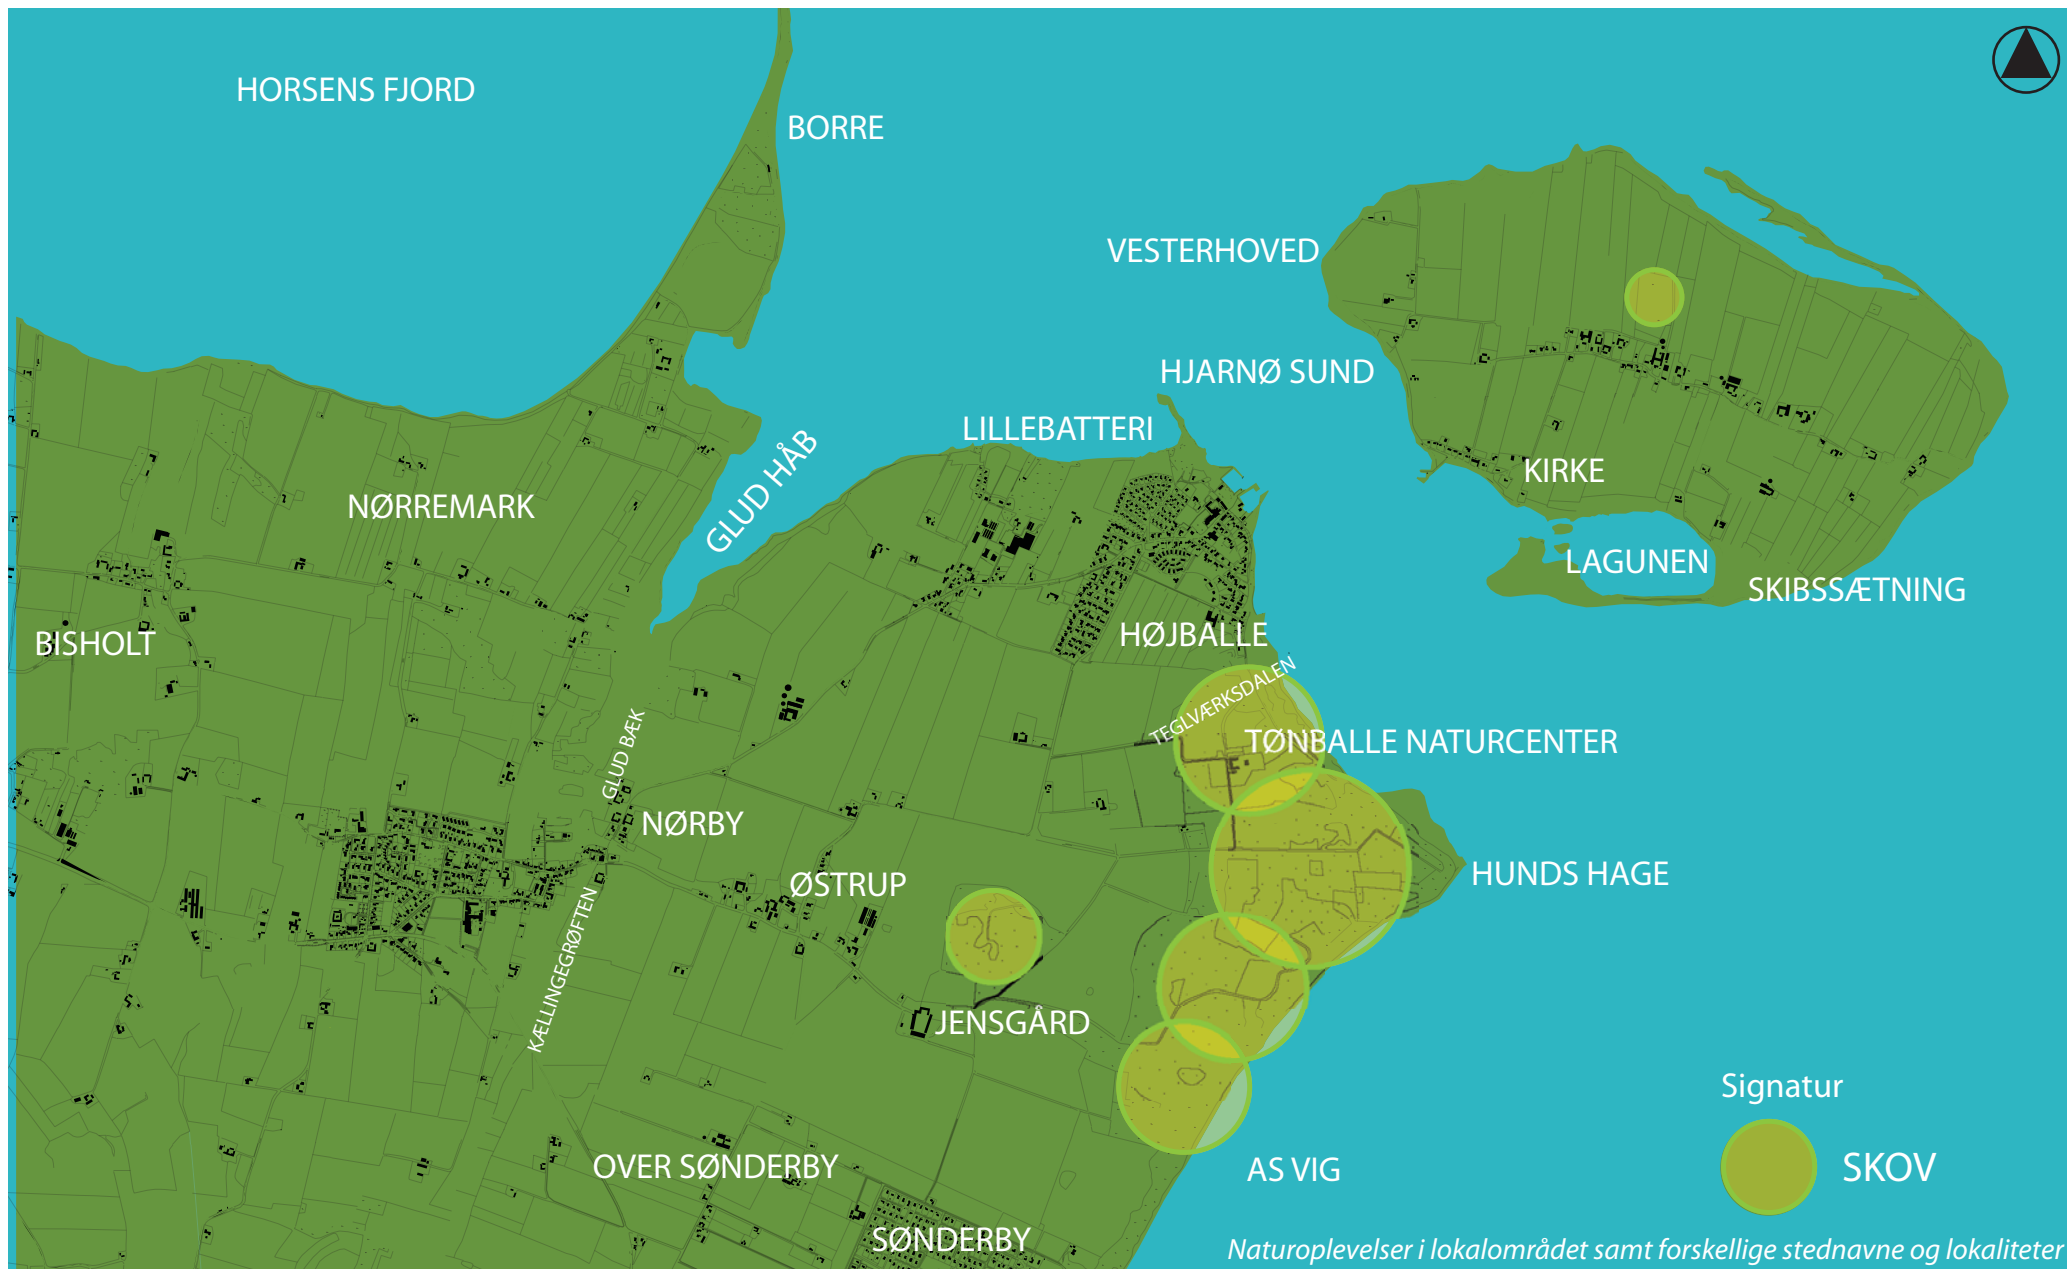 HORSENS FJORD
BORRE
VESTERHOVED
HJARNØ SUND
LILLEBATTERI
GLUD HÅB
KIRKE
NØRREMARK
LAGUNEN
SKIBSSÆTNING
BISHOLT
HØJBALLE
TEGLVÆRKSDALEN
TØNBALLE NATURCENTER
GLUD BÆK
NØRBY
ØSTRUP
HUNDS HAGE
KÆLLINGEGRØFTEN
JENSGÅRD
OVER SØNDERBY
AS VIG
SØNDERBY
Signatur
SKOV
Naturoplevelser i lokalområdet samt forskellige stednavne og lokaliteter